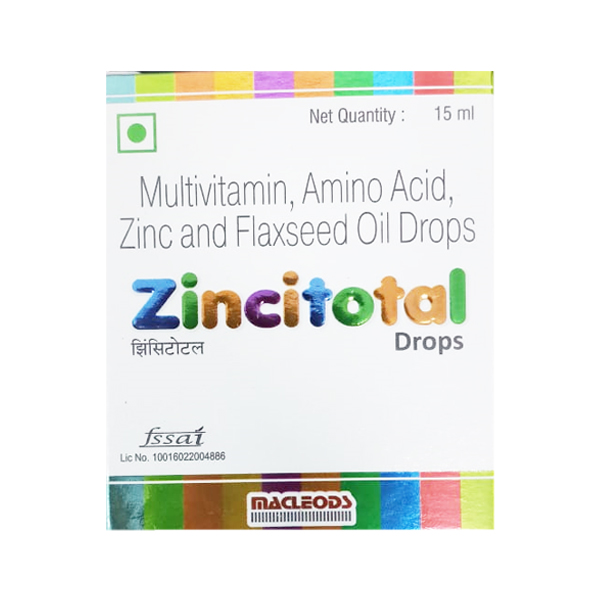 Net Quantity : 15 ml
Multivitamin, Amino Acid,
Zinc and Flaxseed Oil Drops
Zincitotal
झिंसिटोटल
Drops
fssai
Lic No. 10016022004886
MACLEODS